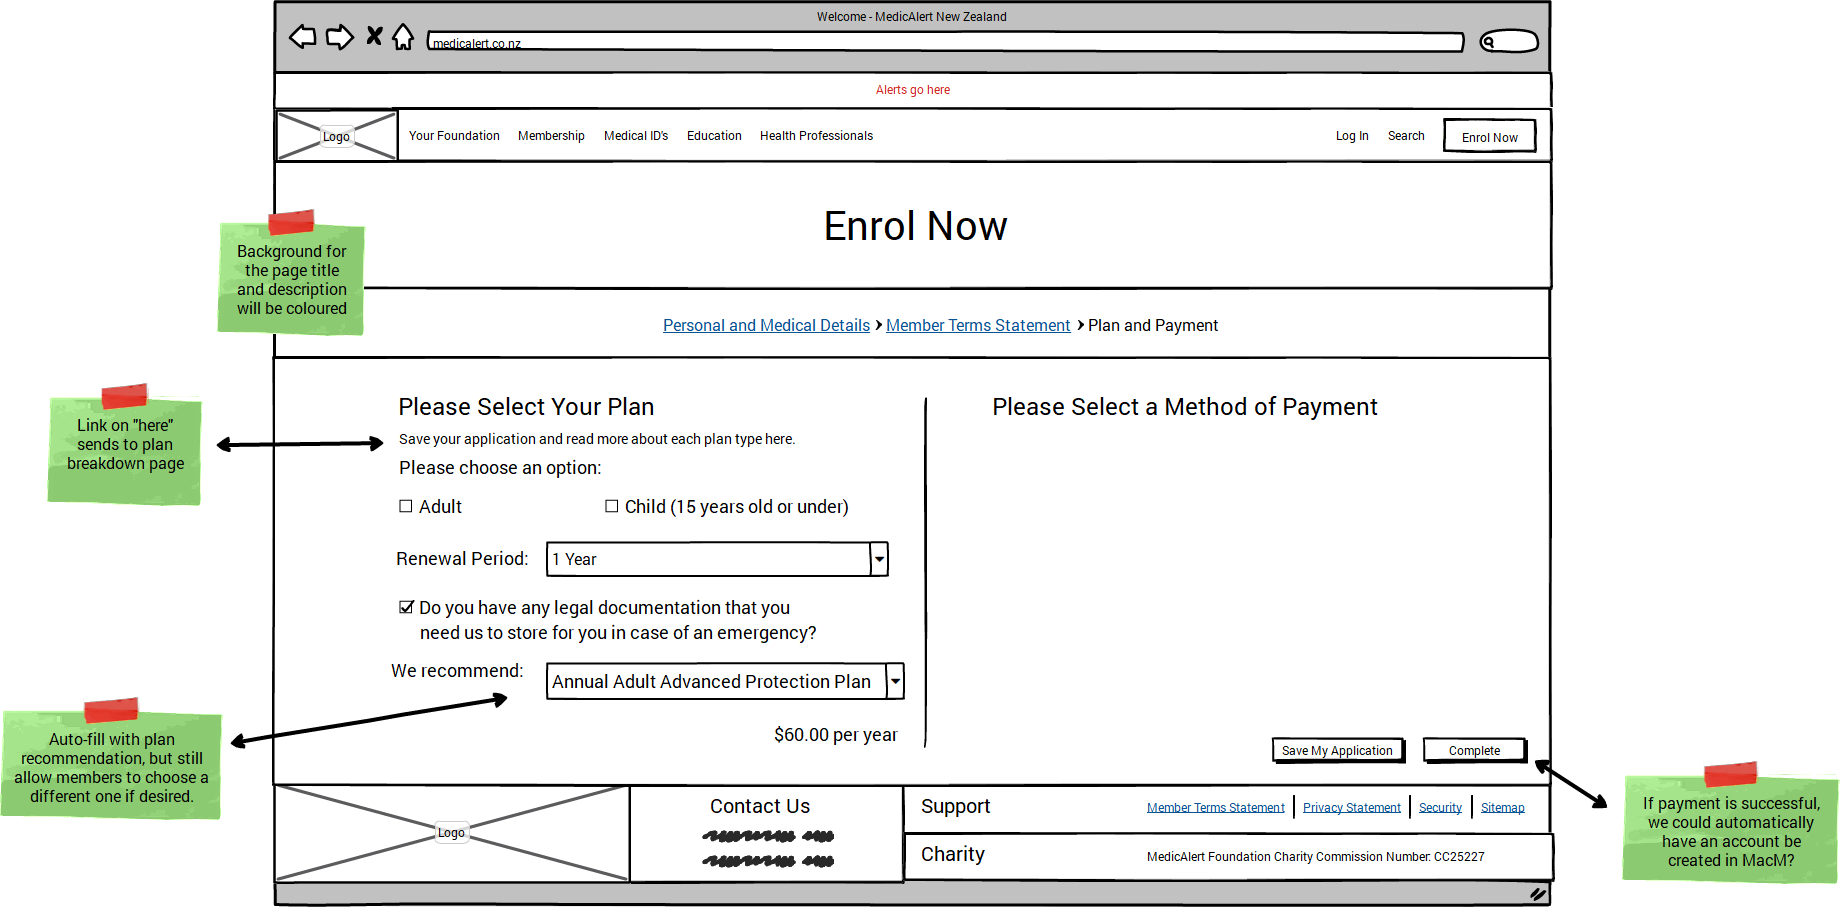 Welcome - MedicAlert New Zealand
medicalert.co.nz
Alerts go here
Logo
Your Foundation
Membership
Medical ID's
Education
Health Professionals
Log In
Search
Enrol Now
Enrol Now
Background for
the page title
and description
will be coloured
Personal and Medical Details
Member Terms Statement
Plan and Payment
Link on "here"
sends to plan
breakdown page
Please Select Your Plan
Save your application and read more about each plan type here.
Please choose an option:
Adult
Child (15 years old or under)
Renewal Period:
1 Year
Do you have any legal documentation that you
need us to store for you in case of an emergency?
We recommend:
Annual Adult Advanced Protection Plan
$60.00 per year
Auto-fill with plan
recommendation, but still
allow members to choose a
different one if desired.
Please Select a Method of Payment
Save My Application
Complete
If payment is successful,
we could automatically
have an account be
created in MacM?
Logo
Contact Us
Support
Member Terms Statement
Privacy Statement
Security
Sitemap
Charity
MedicAlert Foundation Charity Commission Number: CC25227